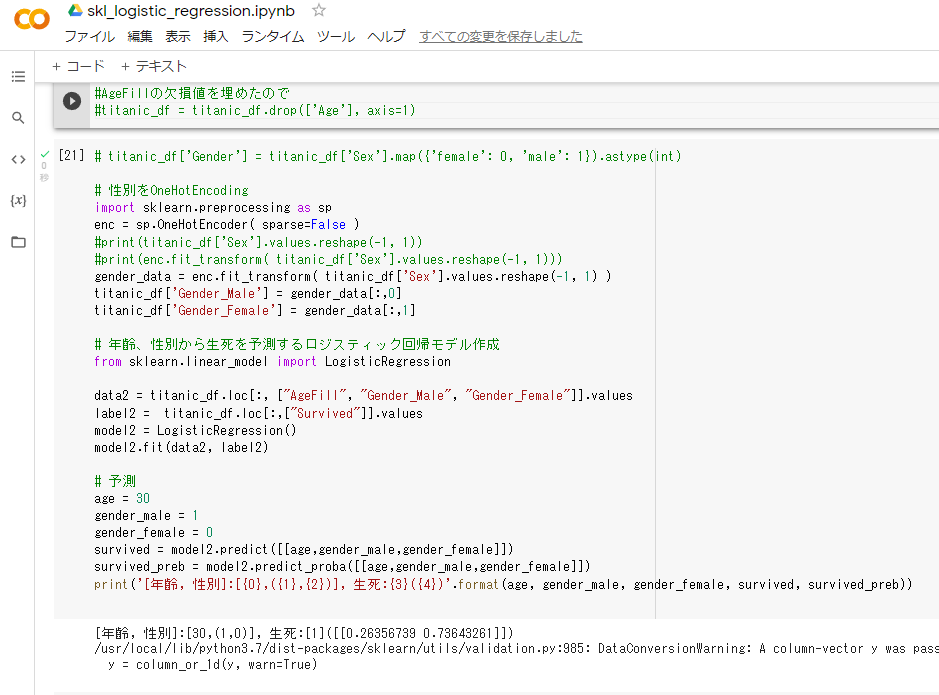 skl_logistic_regression.ipynb
ファイル 編集 表示 挿入 ランタイム ツール ヘルプ すべての変更を保存しました
+ コード + テキスト
#AgeFillの欠損値を埋めたので
#titanic_df = titanic_df.drop(['Age'], axis=1)
[21] # titanic_df['Gender'] = titanic_df['Sex'].map({'female': 0, 'male': 1}).astype(int)
0
秒
# 性別をOneHotEncoding
import sklearn.preprocessing as sp
enc = sp.OneHotEncoder( sparse=False )
#print(titanic_df['Sex'].values.reshape(-1, 1))
#print(enc.fit_transform( titanic_df['Sex'].values.reshape(-1, 1)))
gender_data = enc.fit_transform( titanic_df['Sex'].values.reshape(-1, 1) )
titanic_df['Gender_Male'] = gender_data[:,0]
titanic_df['Gender_Female'] = gender_data[:,1]
# 年齢、性別から生死を予測するロジスティック回帰モデル作成
from sklearn.linear_model import LogisticRegression
data2 = titanic_df.loc[:, ["AgeFill", "Gender_Male", "Gender_Female"]].values
label2 =  titanic_df.loc[:,["Survived"]].values
model2 = LogisticRegression()
model2.fit(data2, label2)
# 予測
age = 30
gender_male = 1
gender_female = 0
survived = model2.predict([[age,gender_male,gender_female]])
survived_preb = model2.predict_proba([[age,gender_male,gender_female]])
print('[年齢, 性別]:[{0},({1},{2})], 生死:{3}({4})'.format(age, gender_male, gender_female, survived, survived_preb))
[年齢, 性別]:[30,(1,0)], 生死:[1]([[0.26356739 0.73643261]])
/usr/local/lib/python3.7/dist-packages/sklearn/utils/validation.py:985: DataConversionWarning: A column-vector y was pass
y = column_or_1d(y, warn=True)